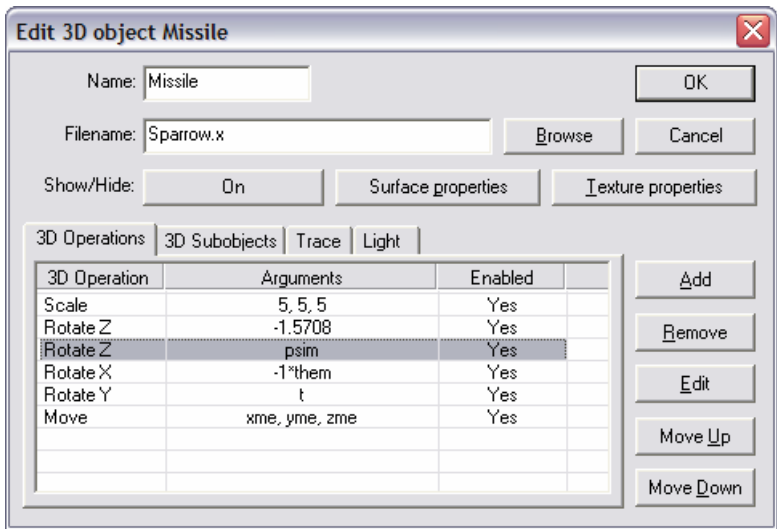 Edit 3D object Missile
Name: Missile OK
Filename: Sparrow.x Browse Cancel
Show/Hide: On Surface properties Texture properties
3D Operations 3D Subobjects Trace Light
3D Operation Arguments Enabled
Add
Scale 5, 5, 5 Yes
Rotate Z -1.5708 Yes
Remove
Rotate Z psim Yes
Rotate X -1*them Yes
Edit
Rotate Y t Yes
Move xme, yme, zme Yes
Move Up
Move Down